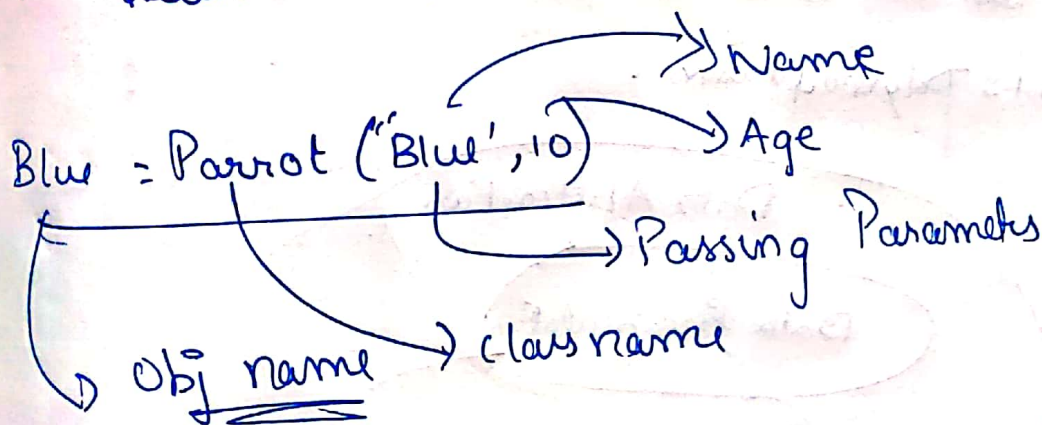 Name
Blue = Parrot ("Blue', 10)
Age
Passing Parameters
class name
Obj name